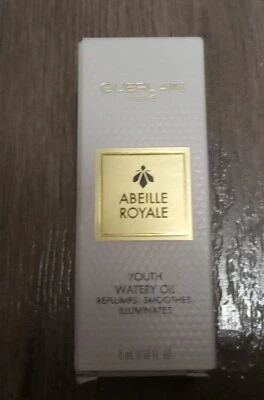 GUERLAIN
ABEILLE
ROYALE
YOUTH
WATERY OIL
REPLUMPS, SMOOTHES,
ILLUMINATES